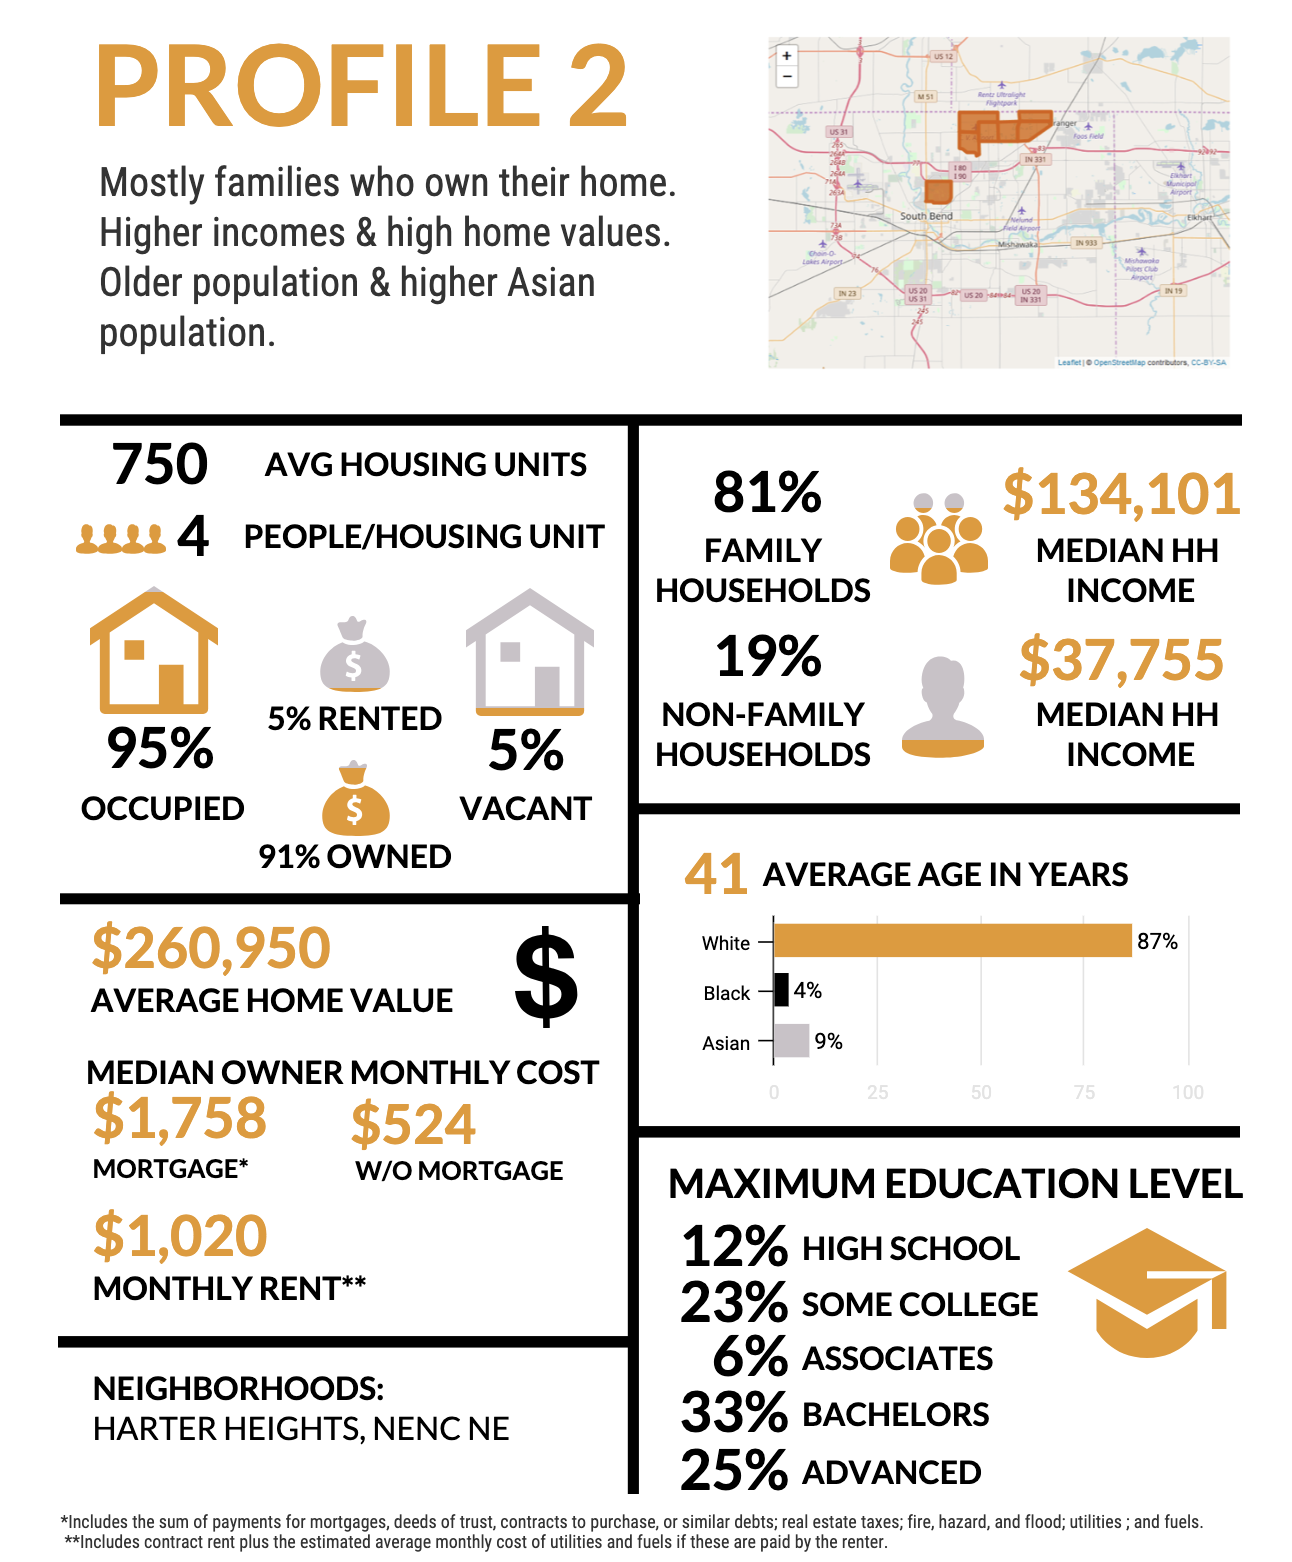 PROFILE 2
Mostly families who own their home.
Higher incomes & high home values.
Older population & higher Asian
population.
+
−
US 12
M 51
Rentz Ultralight
Flightpark
US 31
ranger
Foos Field
IN 331
I 80
I 90
Elkhart
Municipal
Airport
South Bend
Nelund
Field Airport
Elkhart
Mishawaka
IN 933
Chain-O-
Lakes Airport
Mishawaka
Pilots Club
Airport
IN 23
US 20
US 31
US 20
US 20
IN 331
IN 19
Leaflet | © OpenStreetMap contributors, CC-BY-SA
750 AVG HOUSING UNITS
4 PEOPLE/HOUSING UNIT
$
5% RENTED
95%
OCCUPIED
5%
VACANT
$
91% OWNED
81%
FAMILY
HOUSEHOLDS
$134,101
MEDIAN HH
INCOME
19%
NON-FAMILY
HOUSEHOLDS
$37,755
MEDIAN HH
INCOME
41 AVERAGE AGE IN YEARS
White 87%
Black 4%
Asian 9%
0 25 50 75 100
$260,950
AVERAGE HOME VALUE
$
MEDIAN OWNER MONTHLY COST
$1,758
MORTGAGE*
$524
W/O MORTGAGE
$1,020
MONTHLY RENT**
MAXIMUM EDUCATION LEVEL
12% HIGH SCHOOL
23% SOME COLLEGE
6% ASSOCIATES
33% BACHELORS
25% ADVANCED
NEIGHBORHOODS:
HARTER HEIGHTS, NENC NE
*Includes the sum of payments for mortgages, deeds of trust, contracts to purchase, or similar debts; real estate taxes; fire, hazard, and flood; utilities ; and fuels.
**Includes contract rent plus the estimated average monthly cost of utilities and fuels if these are paid by the renter.